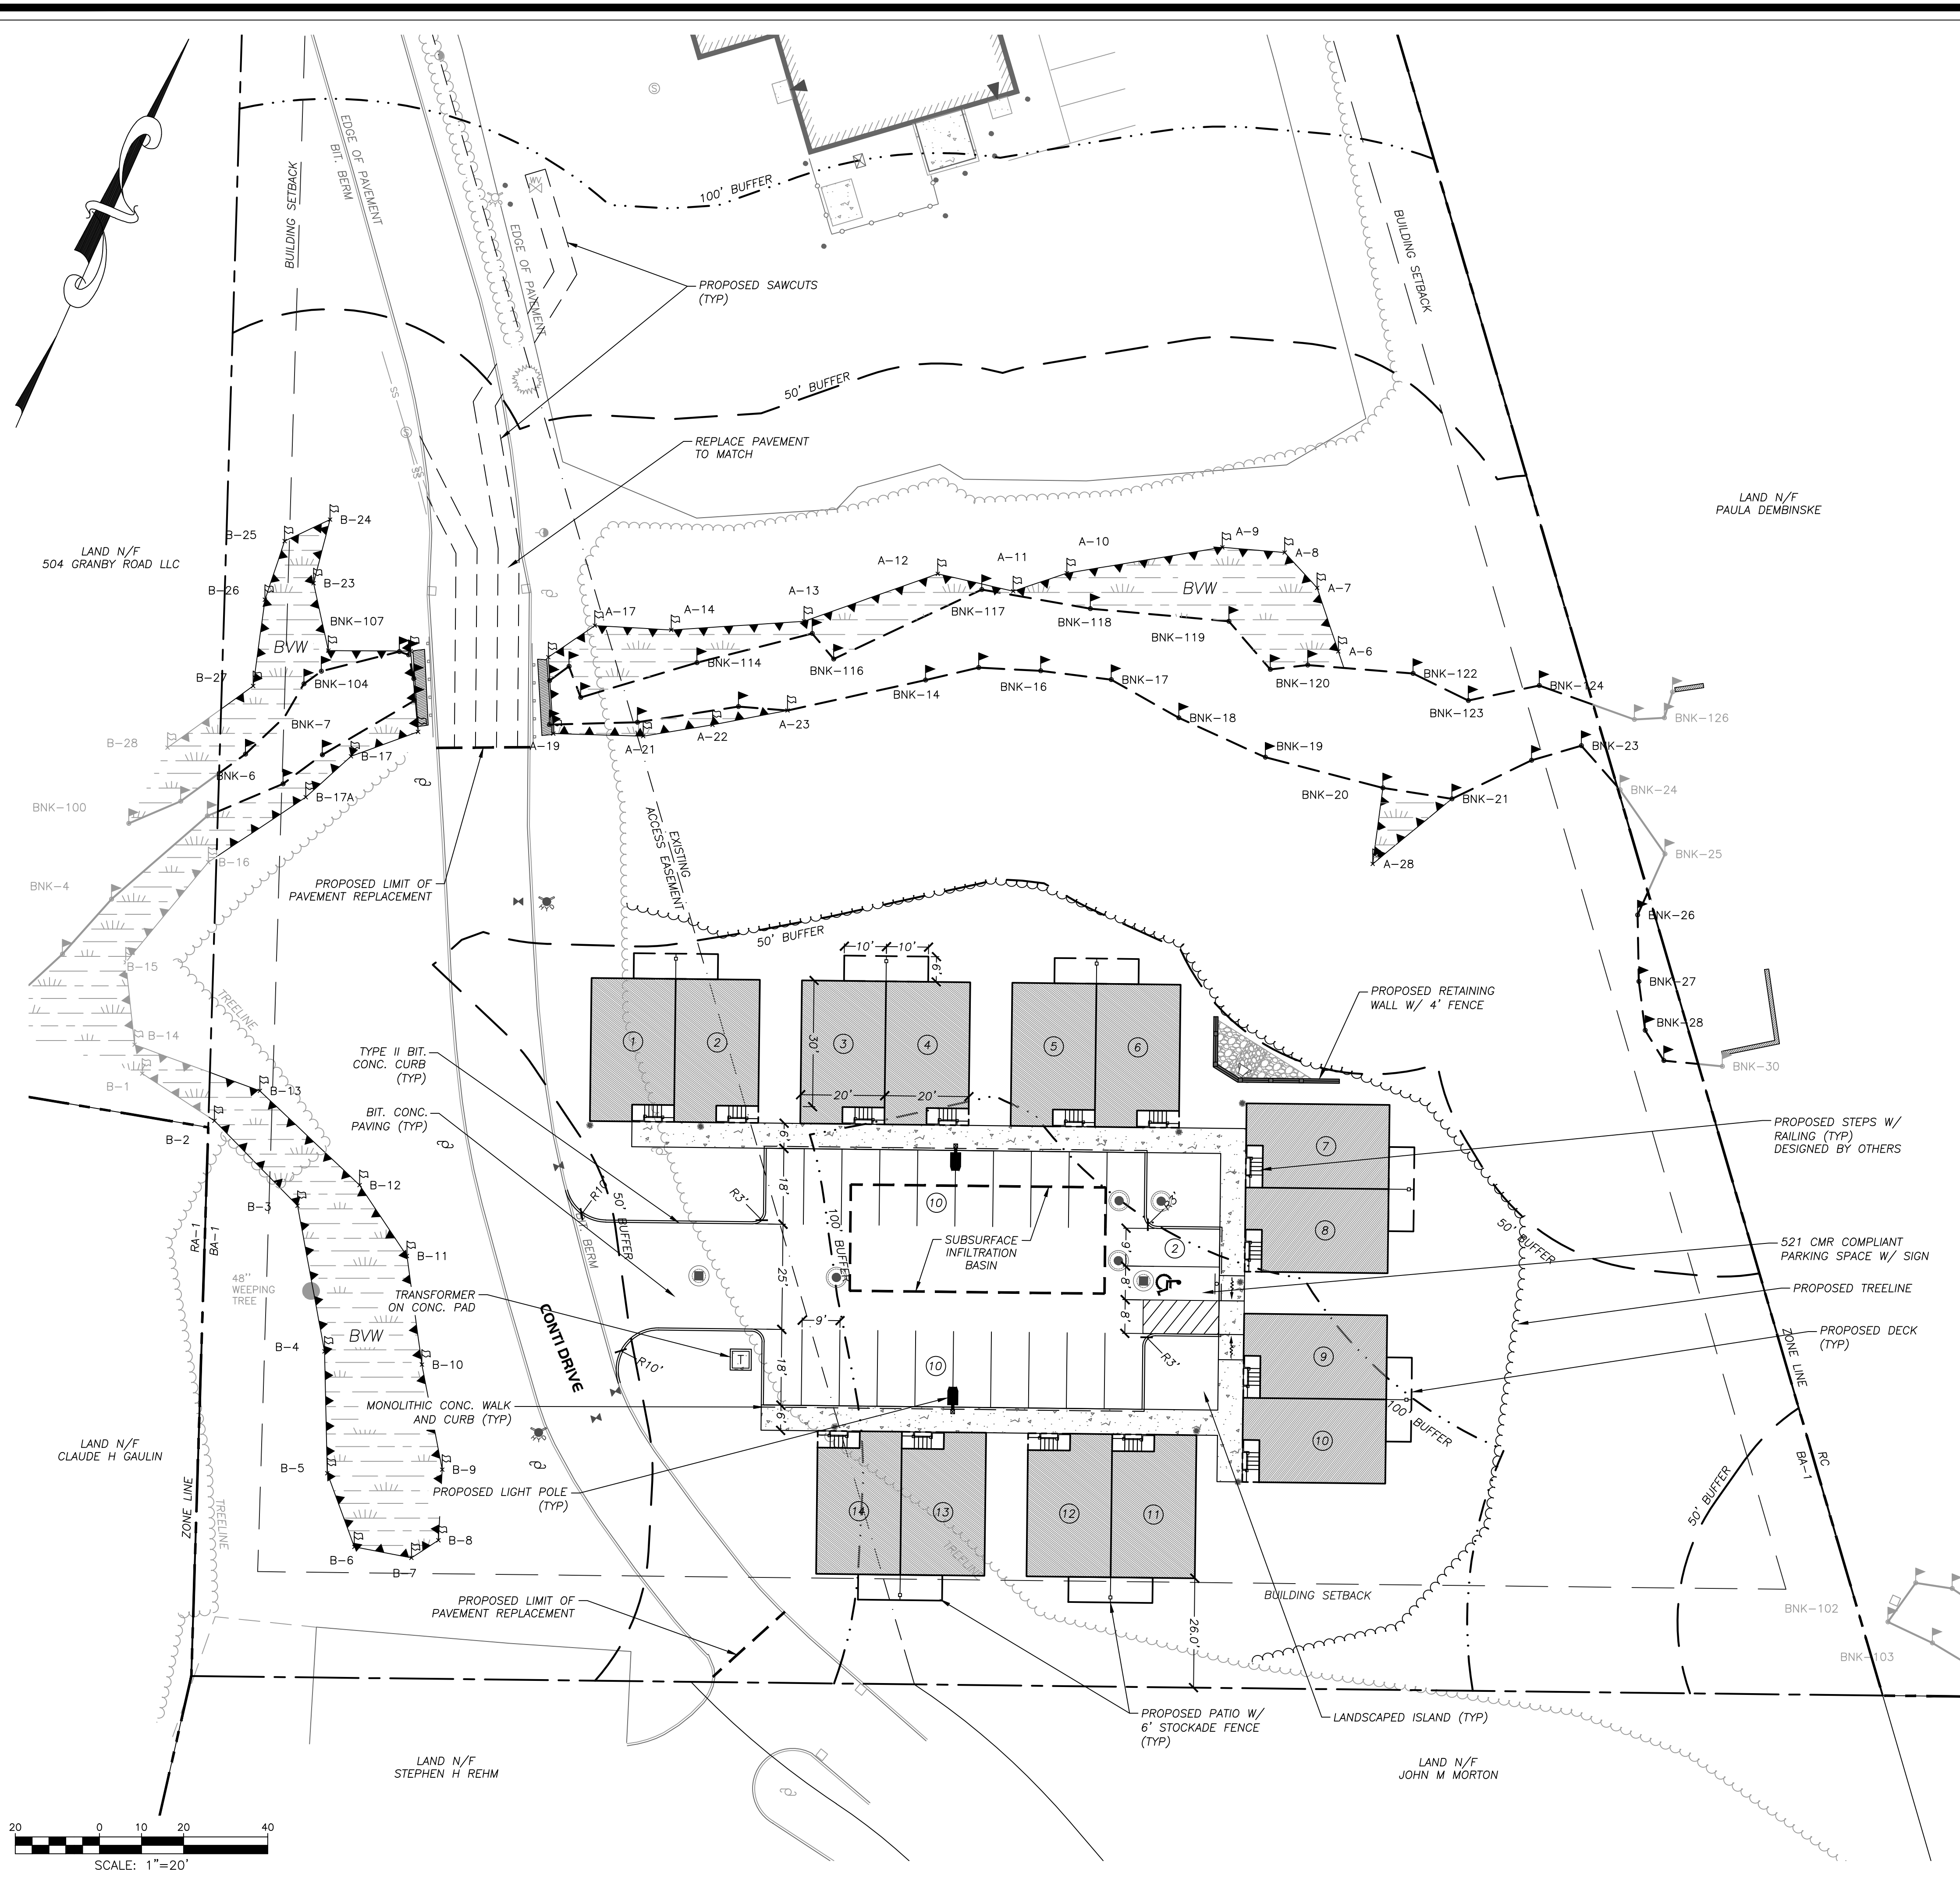 EDGE OF PAVEMENT
BIT. BERM
BUILDING SETBACK
100' BUFFER
WV
S
EDGE OF PAVEMENT
PROPOSED SAWCUTS
(TYP)
BUILDING SETBACK
50' BUFFER
SS
S
SS
REPLACE PAVEMENT
TO MATCH
LAND N/F
PAULA DEMBINSKE
LAND N/F
504 GRANBY ROAD LLC
B-25
B-24
B-26
B-23
BNK-107
BVW
B-27
BNK-104
BNK-7
B-28
BNK-6
B-17
B-17A
BNK-100
B-16
BNK-4
B-15
B-14
B-1
B-13
B-2
A-17
A-14
A-13
A-12
A-11
A-10
A-9
A-8
A-7
BVW
A-6
BNK-117
BNK-118
BNK-119
BNK-114
BNK-116
BNK-120
BNK-122
BNK-123
BNK-124
BNK-126
BNK-14
BNK-16
BNK-17
BNK-18
BNK-19
BNK-20
BNK-21
BNK-23
BNK-24
BNK-25
BNK-26
BNK-27
BNK-28
BNK-30
A-19
A-21
A-22
A-23
A-28
EXISTING
ACCESS EASEMENT
PROPOSED LIMIT OF
PAVEMENT REPLACEMENT
50' BUFFER
TREELINE
10'
10'
6'
1
2
3
4
5
6
30'
20'
20'
PROPOSED RETAINING
WALL W/ 4' FENCE
TYPE II BIT.
CONC. CURB
(TYP)
BIT. CONC.
PAVING (TYP)
6'
18'
R10'
R3'
50' BUFFER
BIT. BERM
100' BUFFER
10
SUBSURFACE
INFILTRATION
BASIN
R3'
2
9'
8'
8'
7
8
PROPOSED STEPS W/
RAILING (TYP)
DESIGNED BY OTHERS
50' BUFFER
521 CMR COMPLIANT
PARKING SPACE W/ SIGN
PROPOSED TREELINE
PROPOSED DECK
(TYP)
ZONE LINE
RA-1
BA-1
B-3
B-12
B-11
48"
WEEPING
TREE
TRANSFORMER
ON CONC. PAD
T
25'
9'
CONTI DRIVE
R10'
18'
10
R3'
9
10
100' BUFFER
BVW
B-4
B-10
MONOLITHIC CONC. WALK
AND CURB (TYP)
6'
LAND N/F
CLAUDE H GAULIN
B-5
B-9
PROPOSED LIGHT POLE
(TYP)
14
13
12
11
RC
BA-1
50' BUFFER
ZONE LINE
TREELINE
B-6
B-7
B-8
TREELINE
BUILDING SETBACK
26.0'
PROPOSED LIMIT OF
PAVEMENT REPLACEMENT
BNK-102
BNK-103
PROPOSED PATIO W/
6' STOCKADE FENCE
(TYP)
LANDSCAPED ISLAND (TYP)
LAND N/F
STEPHEN H REHM
LAND N/F
JOHN M MORTON
20 0 10 20 40
SCALE: 1"=20'